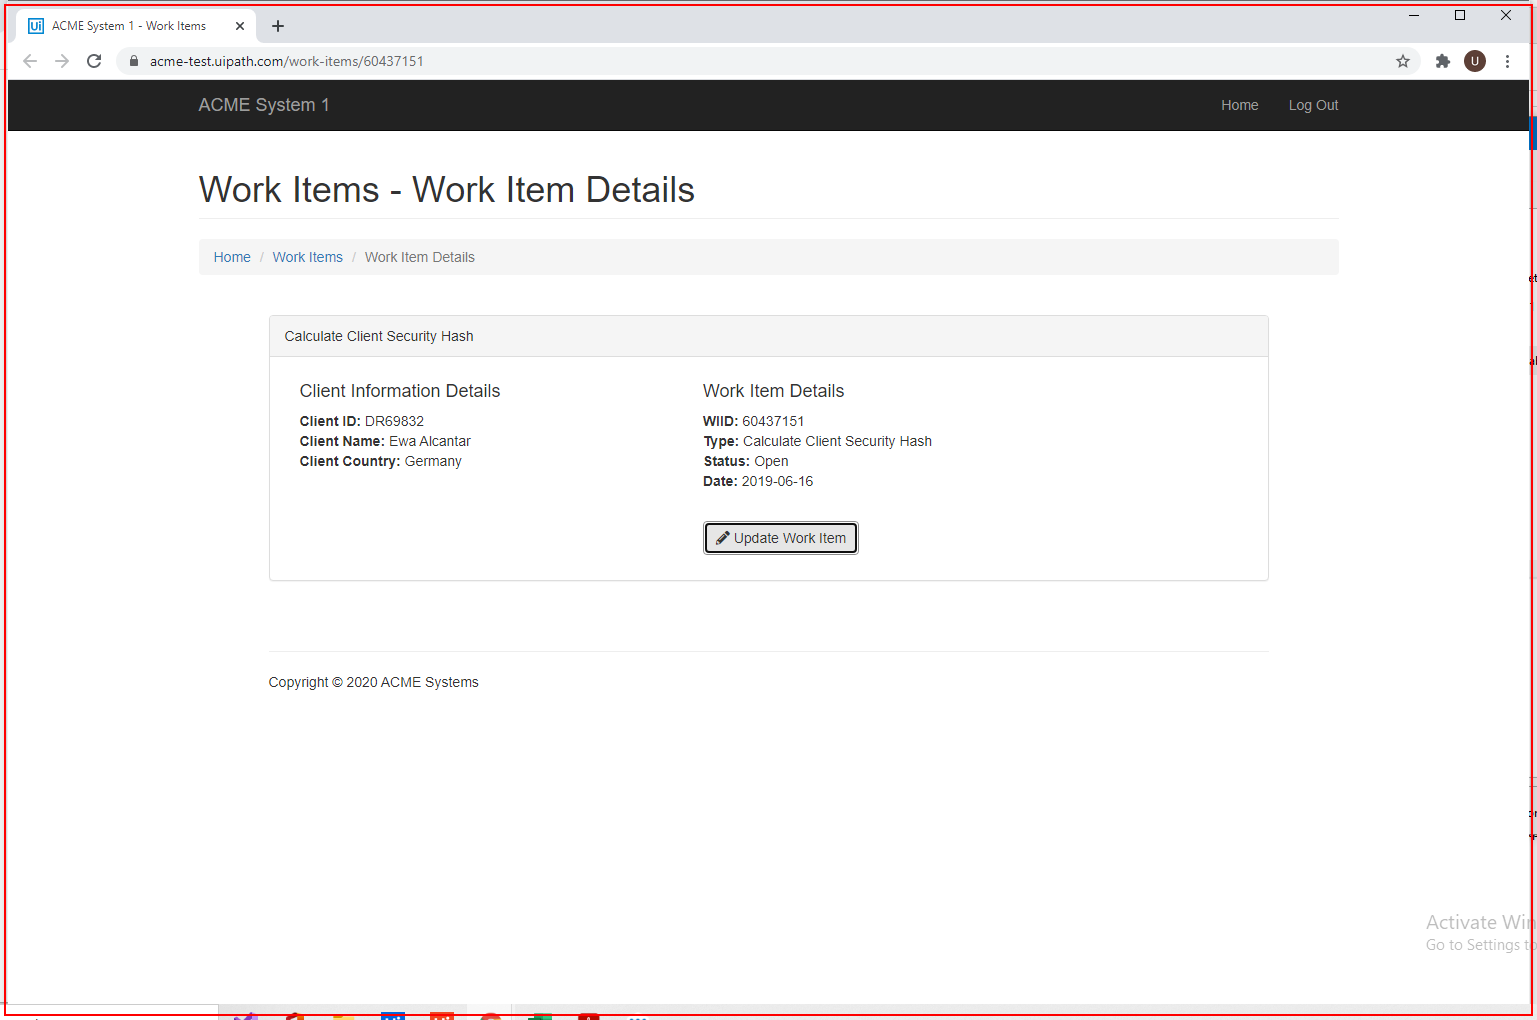 ACME System 1 - Work Items
acme-test.uipath.com/work-items/60437151
U
ACME System 1
Home
Log Out
Work Items - Work Item Details
Home / Work Items / Work Item Details
Calculate Client Security Hash
Client Information Details
Client ID: DR69832
Client Name: Ewa Alcantar
Client Country: Germany
Work Item Details
WIID: 60437151
Type: Calculate Client Security Hash
Status: Open
Date: 2019-06-16
Update Work Item
Copyright © 2020 ACME Systems
Activate Win
Go to Settings to